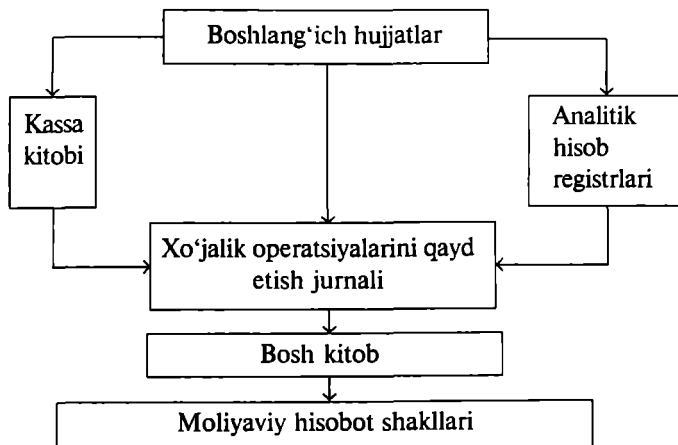 Boshlang‘ich hujjatlar
Kassa
kitobi
Analitik
hisob
registrlari
Xo‘jalik operatsiyalarini qayd
etish jurnali
Bosh kitob
Moliyaviy hisobot shakllari